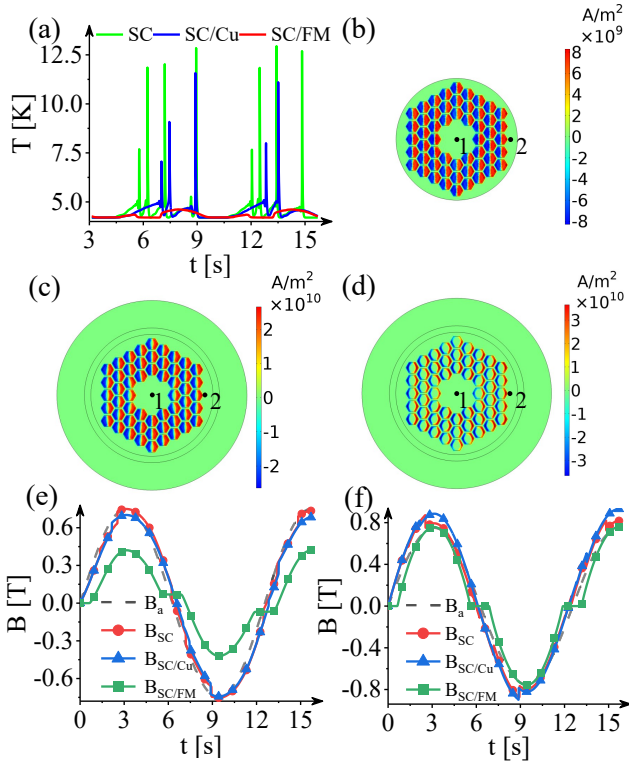 (a)
SC
SC/Cu
SC/FM
T [K]
12.5
10.0
7.5
5.0
3
6
9
12
15
t [s]
(b)
1
2
A/m²
×10⁹
8
6
4
2
0
-2
-4
-6
-8
(c)
1
2
A/m²
×10¹⁰
2
1
0
-1
-2
(d)
1
2
A/m²
×10¹⁰
3
2
1
0
-1
-2
-3
(e)
B [T]
0.6
0.3
0.0
-0.3
-0.6
Bₐ
B_SC
B_SC/Cu
B_SC/FM
0
3
6
9
12
15
t [s]
(f)
B [T]
0.8
0.4
0.0
-0.4
-0.8
Bₐ
B_SC
B_SC/Cu
B_SC/FM
0
3
6
9
12
15
t [s]